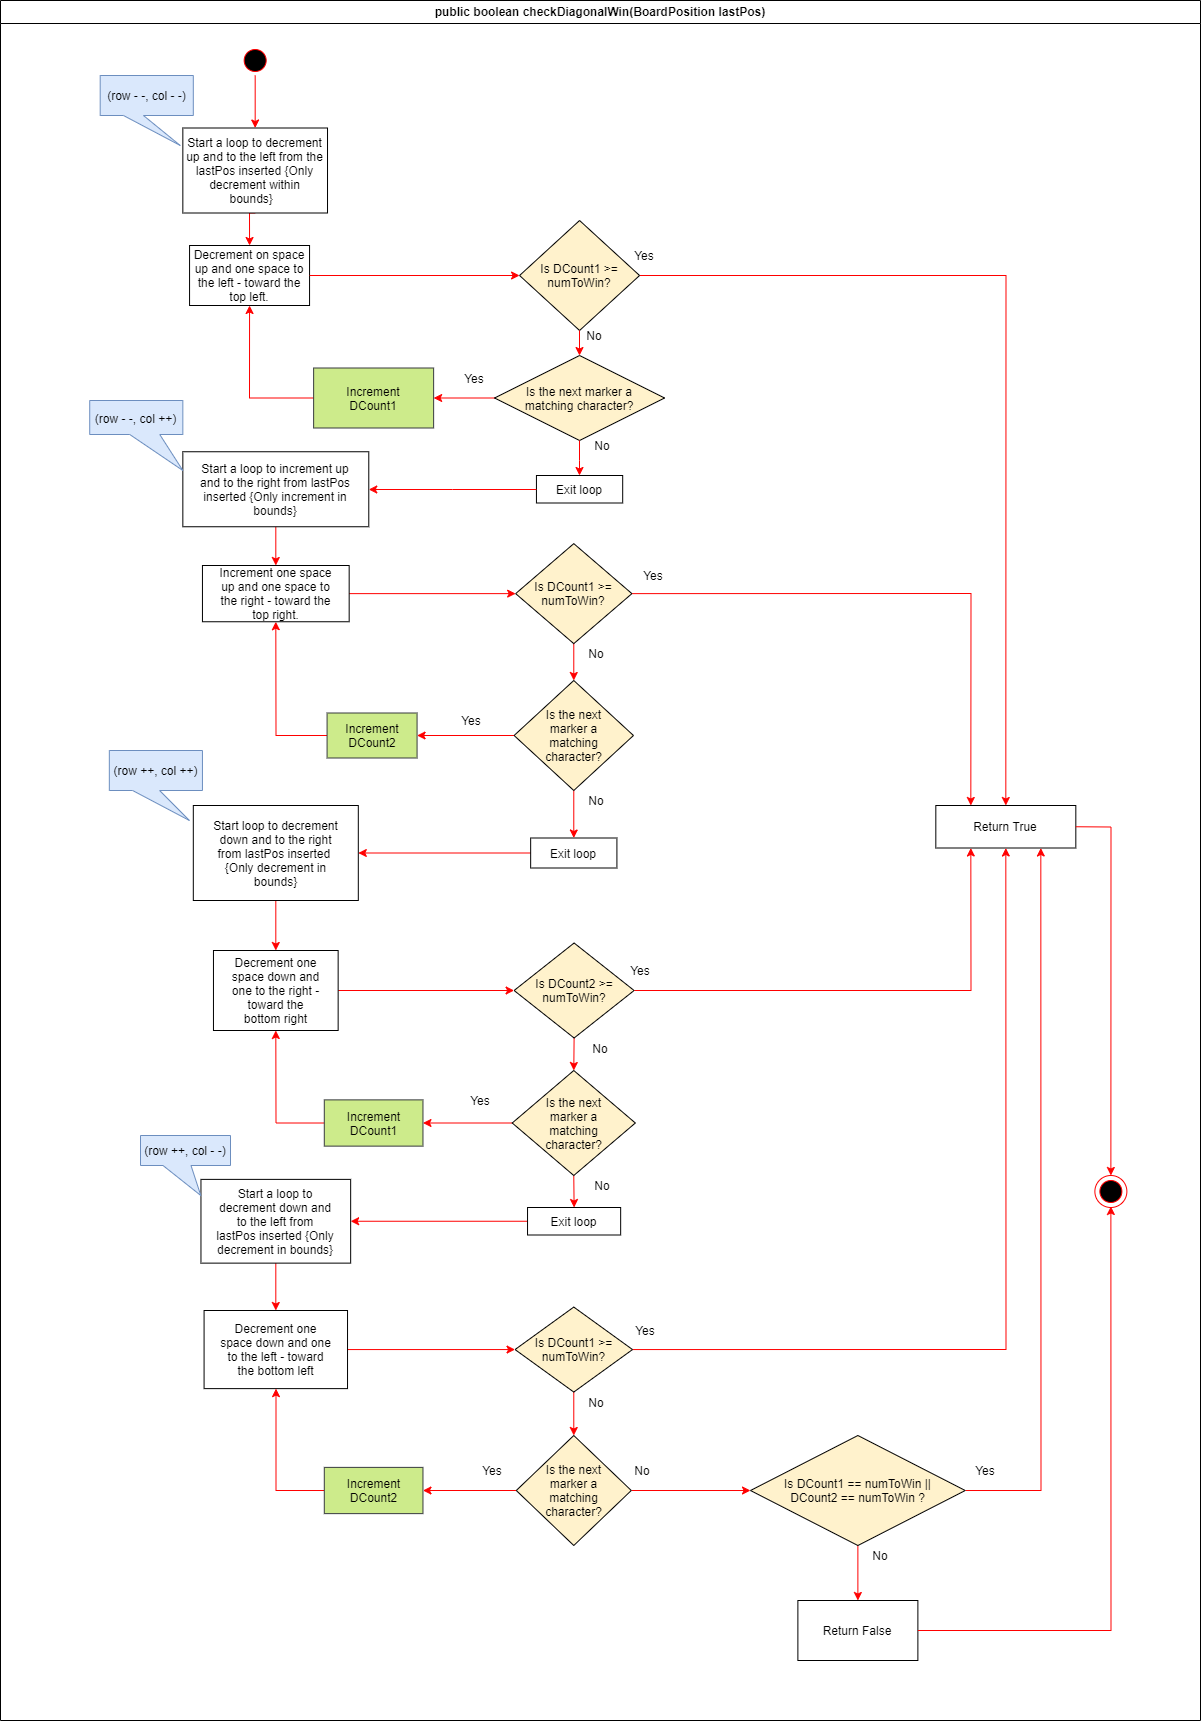 public boolean checkDiagonalWin(BoardPosition lastPos)
(row - -, col - -)
Start a loop to decrement
up and to the left from the
lastPos inserted {Only
decrement within
bounds}
Decrement on space
up and one space to
the left - toward the
top left.
Is DCount1 >=
numToWin?
Yes
No
Is the next marker a
matching character?
Yes
Increment
DCount1
No
Exit loop
(row - -, col ++)
Start a loop to increment up
and to the right from lastPos
inserted {Only increment in
bounds}
Increment one space
up and one space to
the right - toward the
top right.
Is DCount1 >=
numToWin?
Yes
No
Is the next
marker a
matching
character?
Yes
Increment
DCount2
No
Exit loop
(row ++, col ++)
Start loop to decrement
down and to the right
from lastPos inserted
{Only decrement in
bounds}
Return True
Decrement one
space down and
one to the right -
toward the
bottom right
Is DCount2 >=
numToWin?
Yes
No
Is the next
marker a
matching
character?
Yes
Increment
DCount1
No
Exit loop
(row ++, col - -)
Start a loop to
decrement down and
to the left from
lastPos inserted {Only
decrement in bounds}
Decrement one
space down and one
to the left - toward
the bottom left
Is DCount1 >=
numToWin?
Yes
No
Is the next
marker a
matching
character?
Yes
Increment
DCount2
No
Is DCount1 == numToWin ||
DCount2 == numToWin ?
Yes
No
Return False